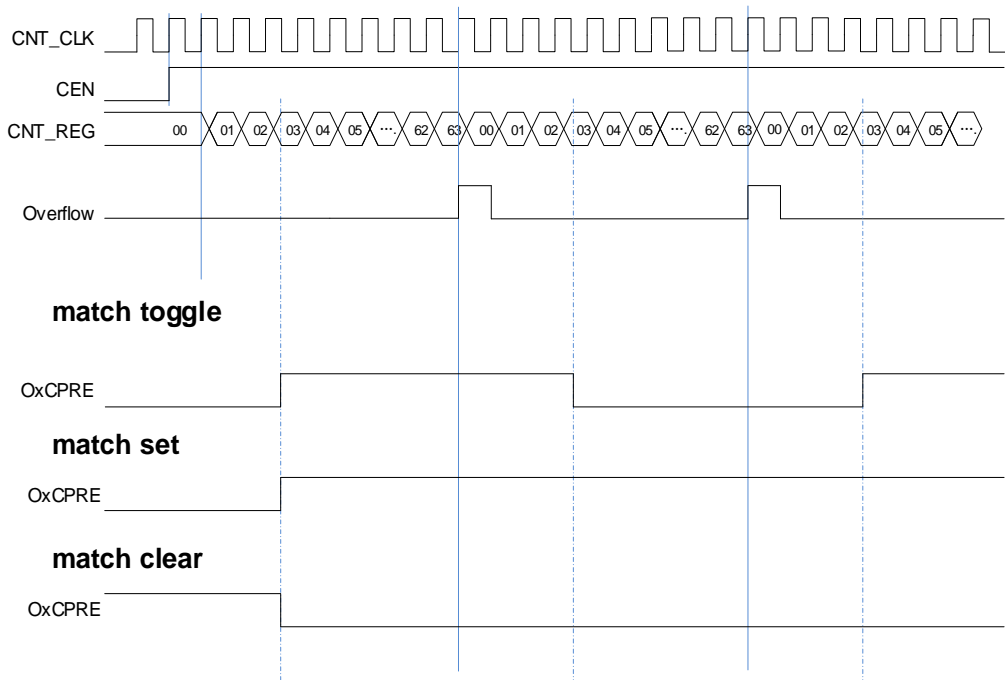 CNT_CLK
CEN
CNT_REG 00 01 02 03 04 05 ···. 62 63 00 01 02 03 04 05 ···. 62 63 00 01 02 03 04 05 ···.
Overflow
match toggle
OxCPRE
match set
OxCPRE
match clear
OxCPRE